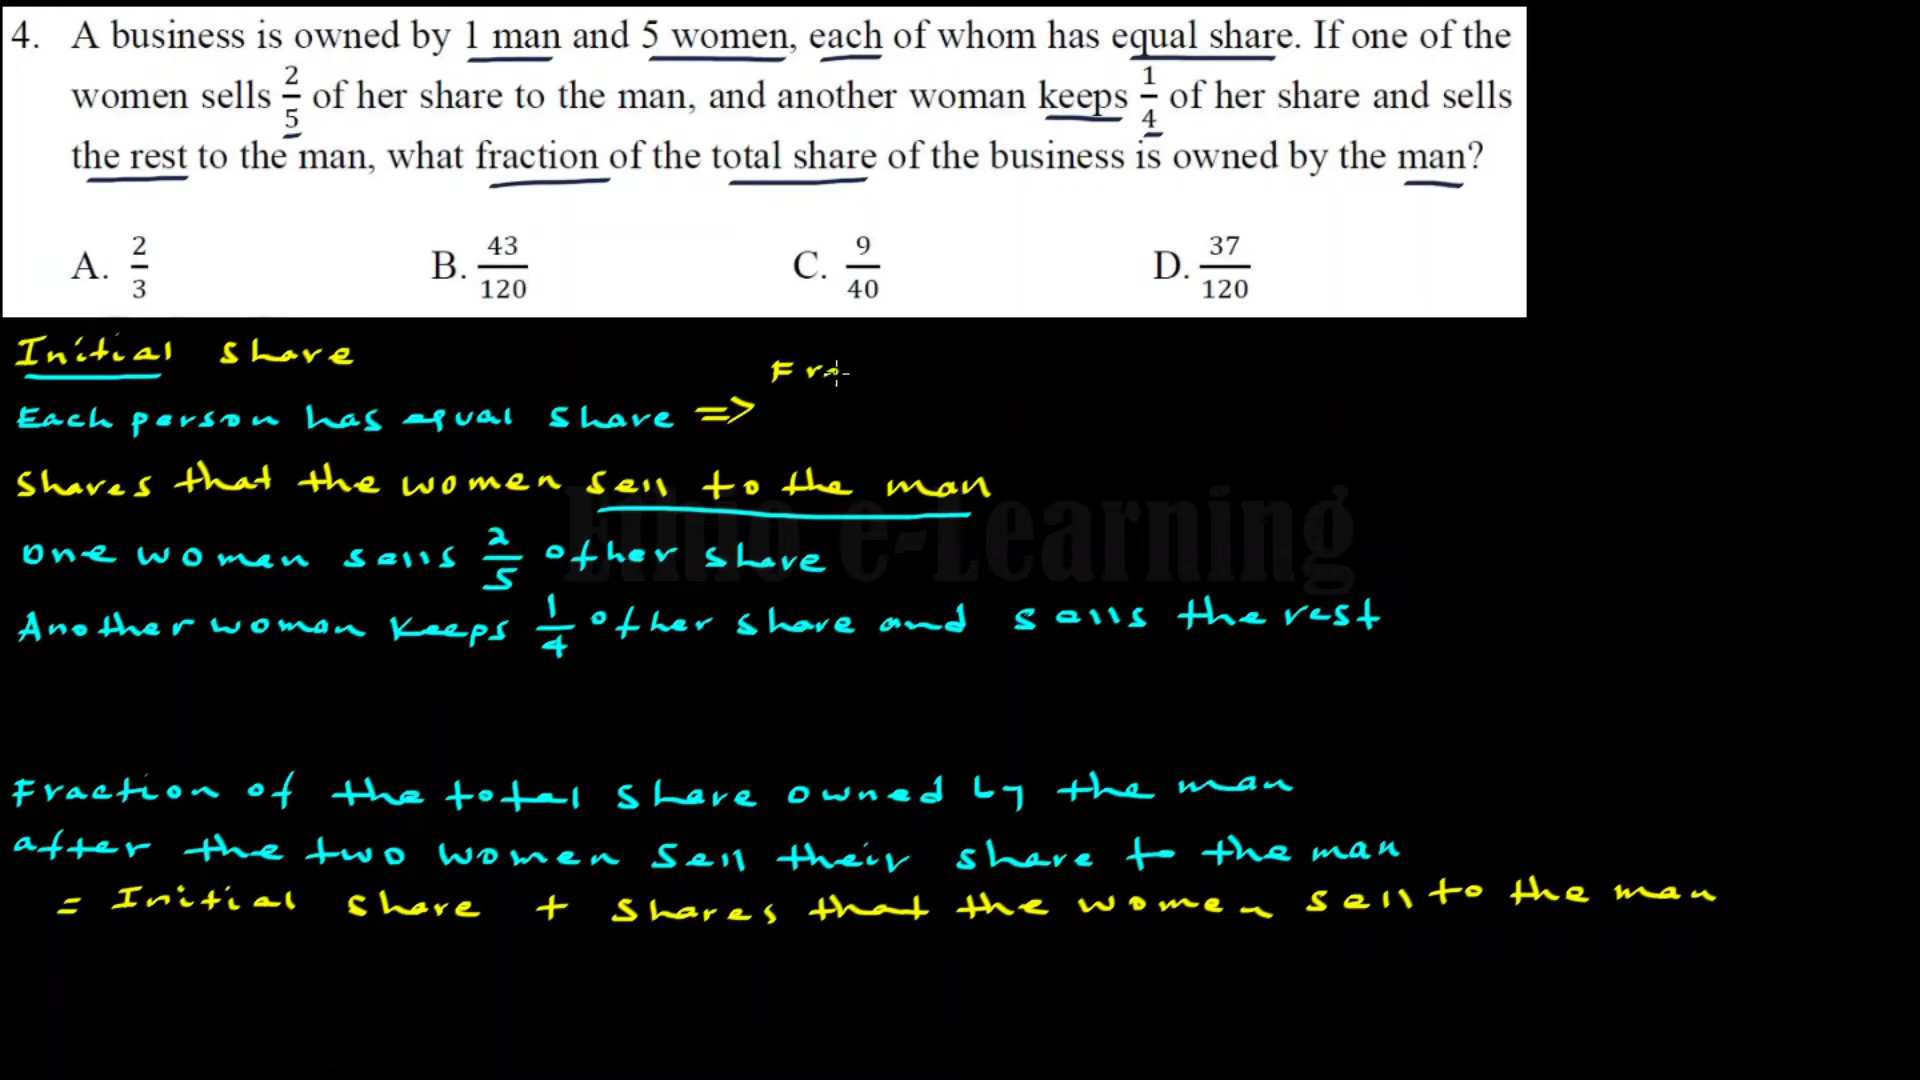 4. A business is owned by 1 man and 5 women, each of whom has equal share. If one of the
women sells 2/5 of her share to the man, and another woman keeps 1/4 of her share and sells
the rest to the man, what fraction of the total share of the business is owned by the man?
A. 2/3 B. 43/120 C. 9/40 D. 37/120
Initial share
Fra
Each person has equal share =>
Shares that the women sell to the man
Ethio e-Learning
One women sells 2/5 of her share
Another woman keeps 1/4 of her share and sells the rest
Fraction of the total share owned by the man
after the two women sell their share to the man
= Initial share + shares that the women sell to the man